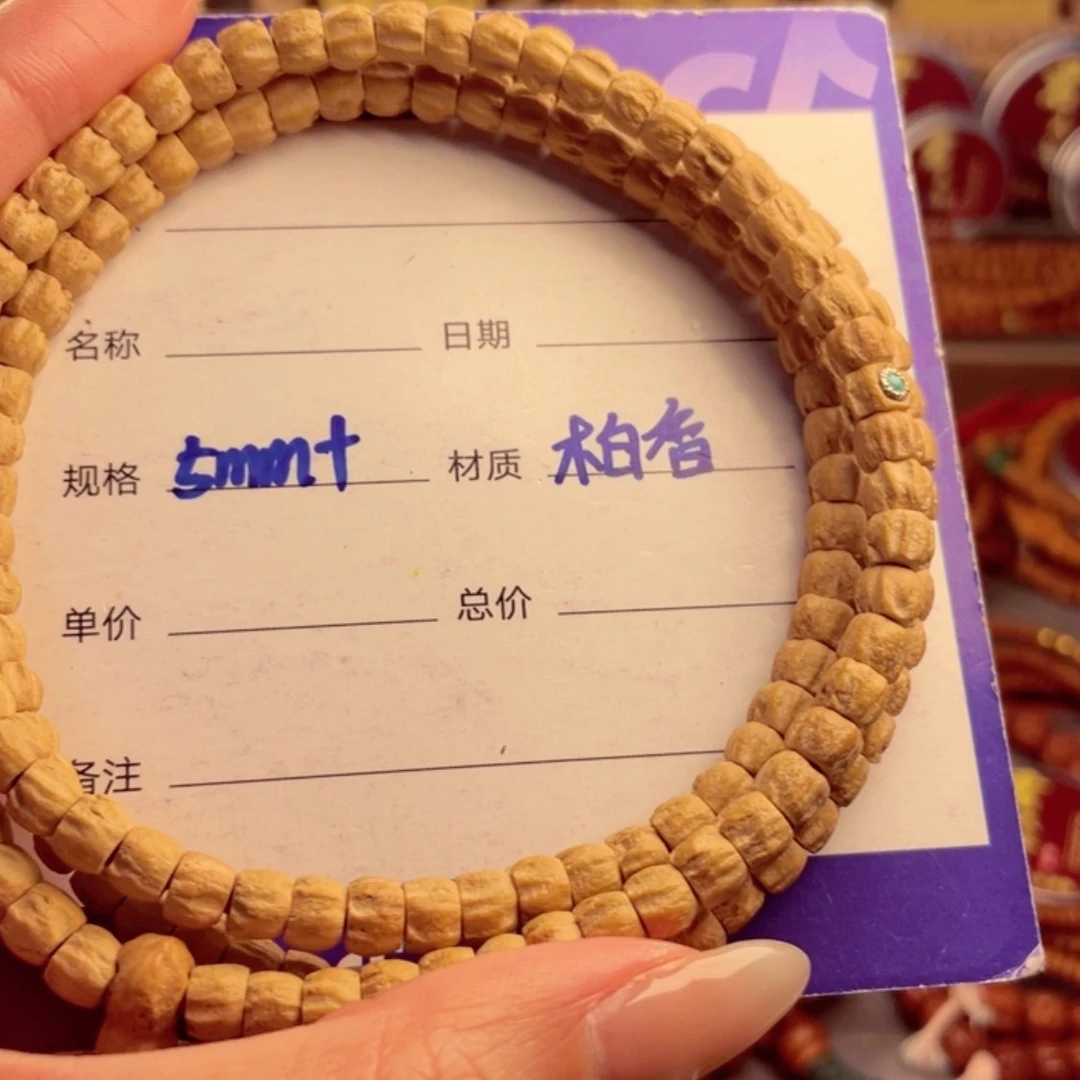 名称 日期
规格 5mm+ 材质 柏香
单价 总价
备注